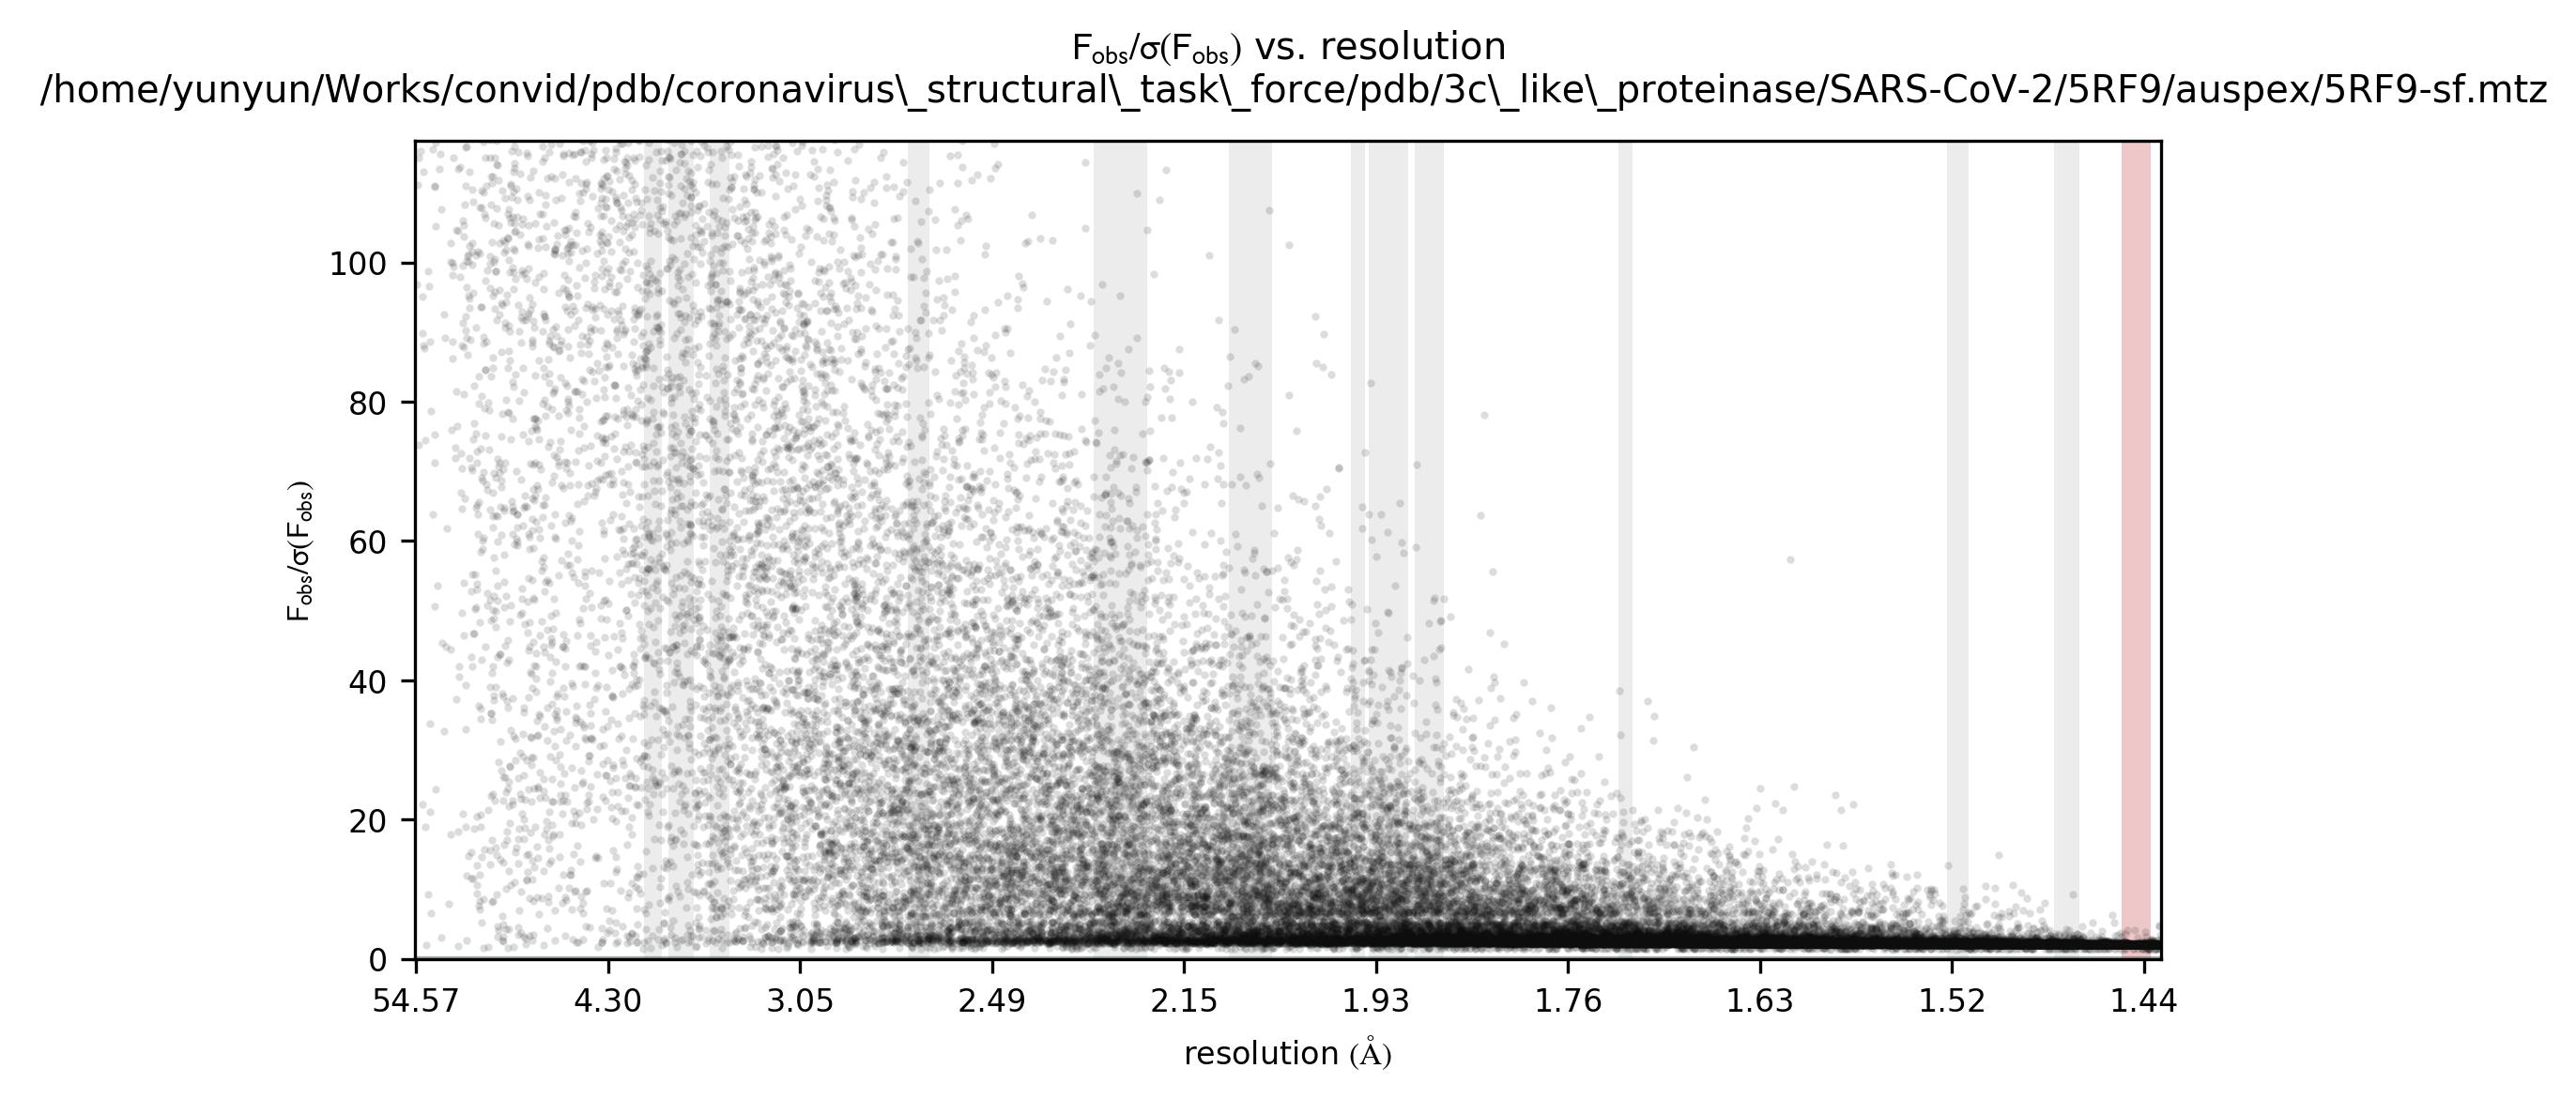 Fobs/σ(Fobs) vs. resolution
/home/yunyun/Works/convid/pdb/coronavirus\_structural\_task\_force/pdb/3c\_like\_proteinase/SARS-CoV-2/5RF9/auspex/5RF9-sf.mtz
Fobs/σ(Fobs)
100
80
60
40
20
0
54.57 4.30 3.05 2.49 2.15 1.93 1.76 1.63 1.52 1.44
resolution (Å)